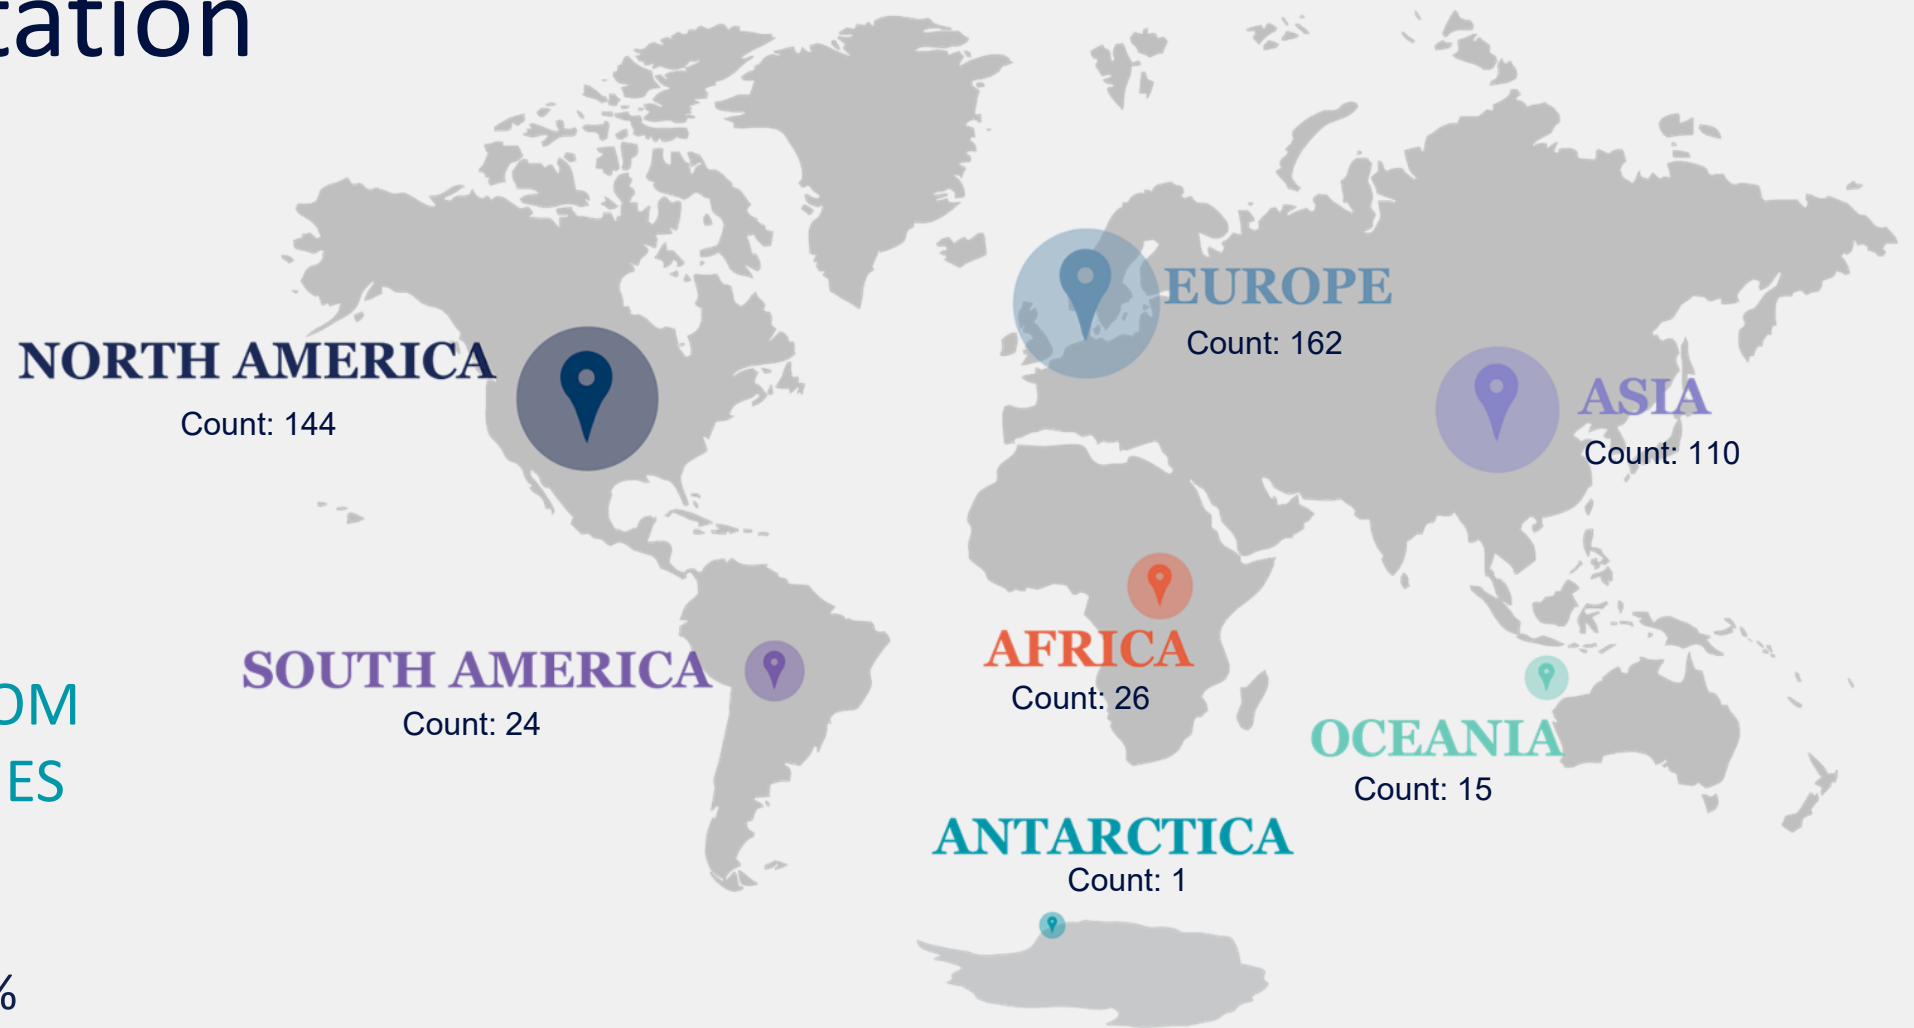 tation
EUROPE
Count: 162
NORTH AMERICA
Count: 144
ASIA
Count: 110
SOUTH AMERICA
Count: 24
AFRICA
Count: 26
OM
ES
OCEANIA
Count: 15
ANTARCTICA
Count: 1
%